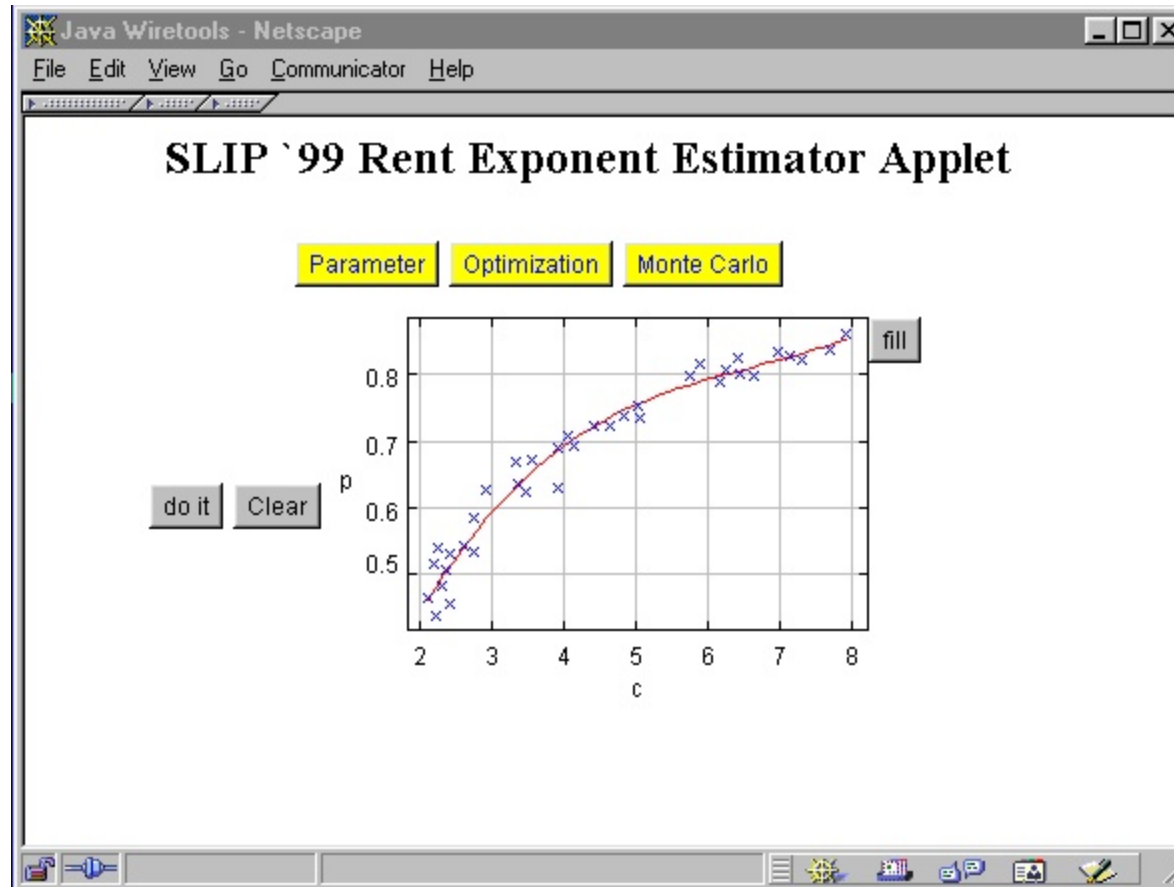 Java Wiretools - Netscape
File Edit View Go Communicator Help
SLIP `99 Rent Exponent Estimator Applet
Parameter Optimization Monte Carlo
fill
0.8
0.7
p
do it Clear
0.6
0.5
2 3 4 5 6 7 8
c